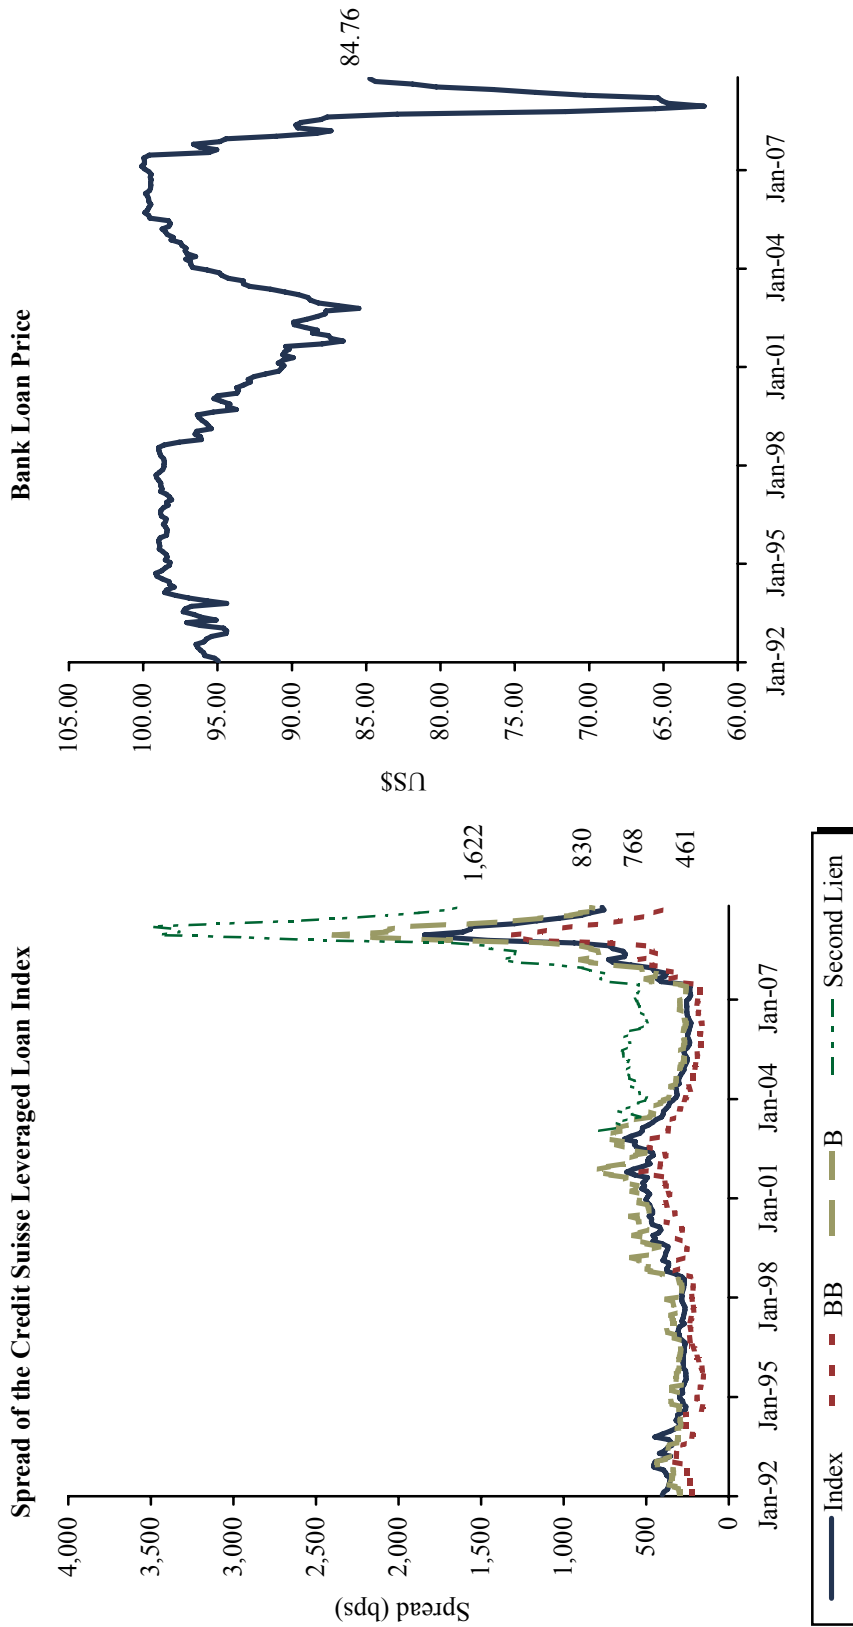 Spread of the Credit Suisse Leveraged Loan Index
4,000
3,500
3,000
2,500
2,000
1,500
1,000
500
0
Spread (bps)
Jan-92
Jan-95
Jan-98
Jan-01
Jan-04
Jan-07
1,622
830
768
461
Index
BB
B
Second Lien
Bank Loan Price
105.00
100.00
95.00
90.00
85.00
80.00
75.00
70.00
65.00
60.00
US$
Jan-92
Jan-95
Jan-98
Jan-01
Jan-04
Jan-07
84.76